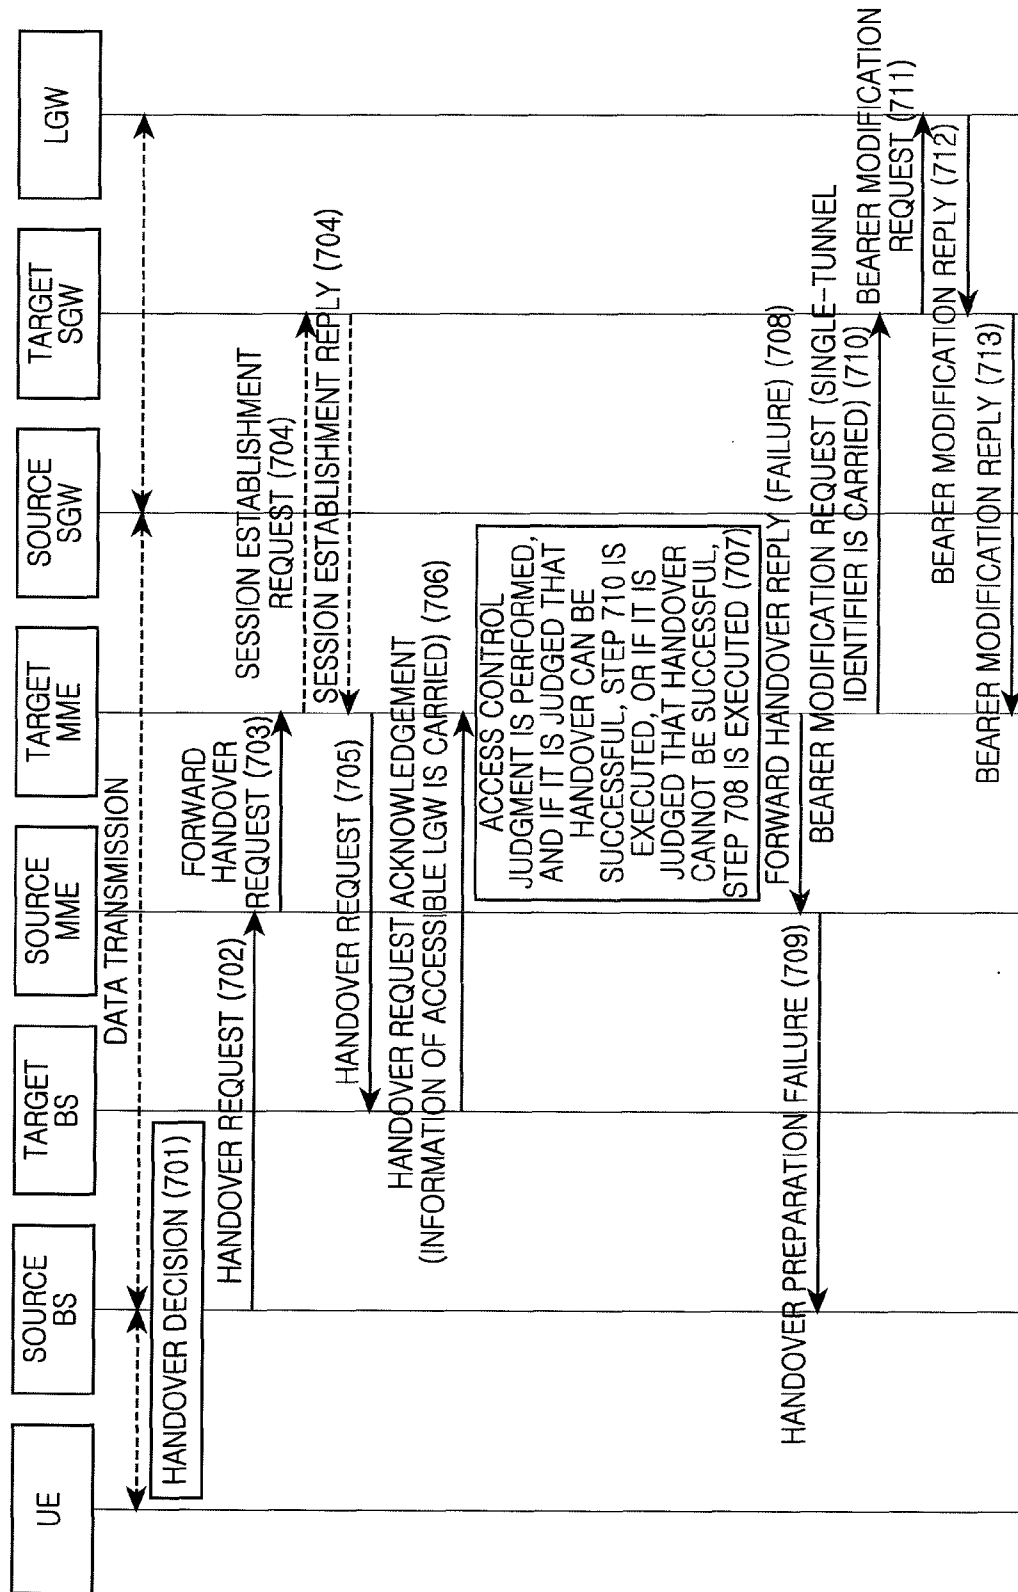 UE
SOURCE
BS
TARGET
BS
SOURCE
MME
TARGET
MME
SOURCE
SGW
TARGET
SGW
LGW
DATA TRANSMISSION
HANDOVER DECISION (701)
HANDOVER REQUEST (702)
FORWARD
HANDOVER
REQUEST (703)
SESSION ESTABLISHMENT
REQUEST (704)
SESSION ESTABLISHMENT REPLY (704)
HANDOVER REQUEST (705)
HANDOVER REQUEST ACKNOWLEDGEMENT
(INFORMATION OF ACCESSIBLE LGW IS CARRIED) (706)
ACCESS CONTROL
JUDGMENT IS PERFORMED,
AND IF IT IS JUDGED THAT
HANDOVER CAN BE
SUCCESSFUL, STEP 710 IS
EXECUTED, OR IF IT IS
JUDGED THAT HANDOVER
CANNOT BE SUCCESSFUL,
STEP 708 IS EXECUTED (707)
FORWARD HANDOVER REPLY (FAILURE) (708)
HANDOVER PREPARATION FAILURE (709)
BEARER MODIFICATION REQUEST (SINGLE-TUNNEL
IDENTIFIER IS CARRIED) (710)
BEARER MODIFICATION
REQUEST (711)
BEARER MODIFICATION REPLY (712)
BEARER MODIFICATION REPLY (713)